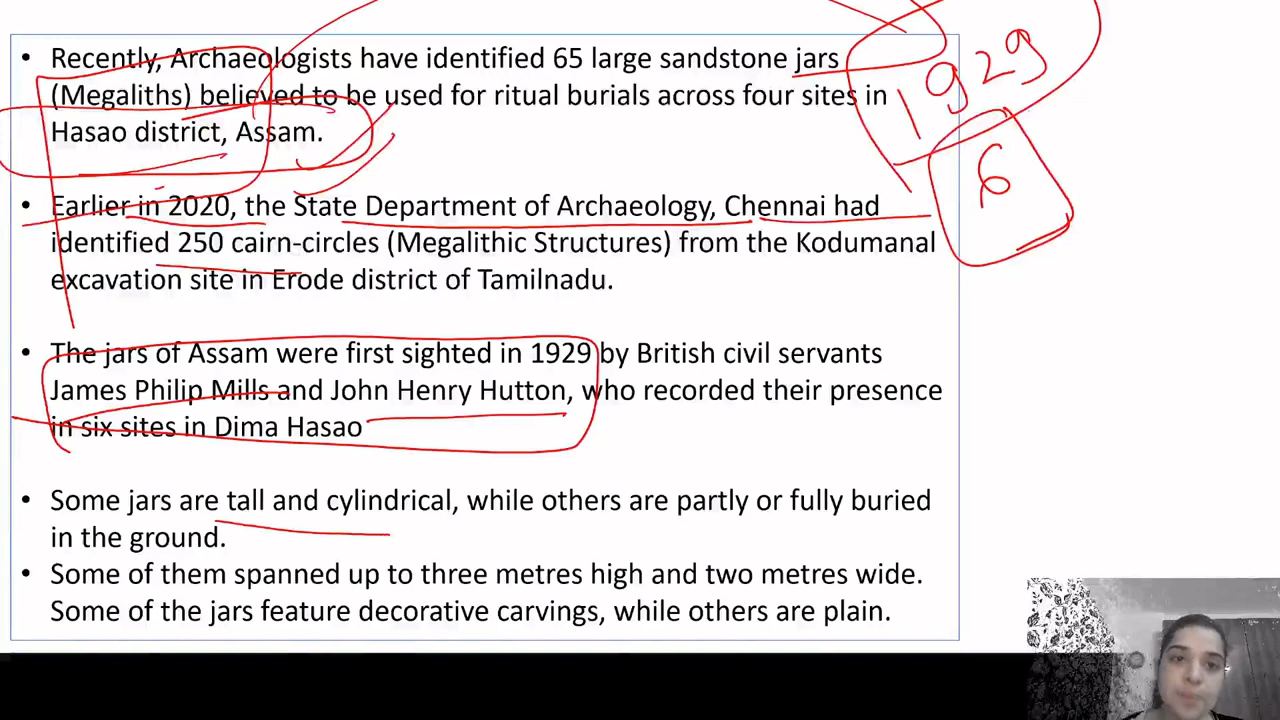 • Recently, Archaeologists have identified 65 large sandstone jars
(Megaliths) believed to be used for ritual burials across four sites in
Hasao district, Assam.
1929
6
• Earlier in 2020, the State Department of Archaeology, Chennai had
identified 250 cairn-circles (Megalithic Structures) from the Kodumanal
excavation site in Erode district of Tamilnadu.
• The jars of Assam were first sighted in 1929 by British civil servants
James Philip Mills and John Henry Hutton, who recorded their presence
in six sites in Dima Hasao
• Some jars are tall and cylindrical, while others are partly or fully buried
in the ground.
• Some of them spanned up to three metres high and two metres wide.
Some of the jars feature decorative carvings, while others are plain.